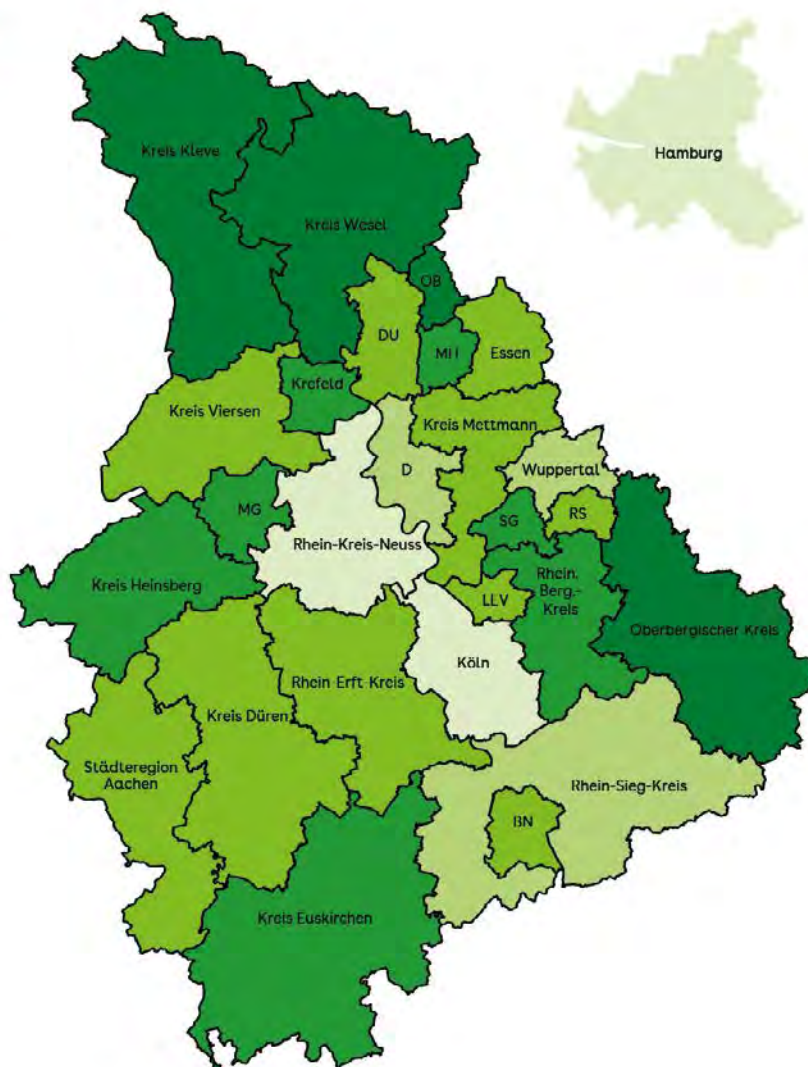 Kreis Kleve
Hamburg
Kreis Wesel
OB
DU
MH
Essen
Krefeld
Kreis Viersen
Kreis Mettmann
D
Wuppertal
MG
SG
RS
Rhein-Kreis-Neuss
Kreis Heinsberg
Rhein.
Berg.-
Kreis
LEV
Oberbergischer Kreis
Köln
Rhein-Erft-Kreis
Kreis Düren
Städteregion
Aachen
Rhein-Sieg-Kreis
BN
Kreis Euskirchen